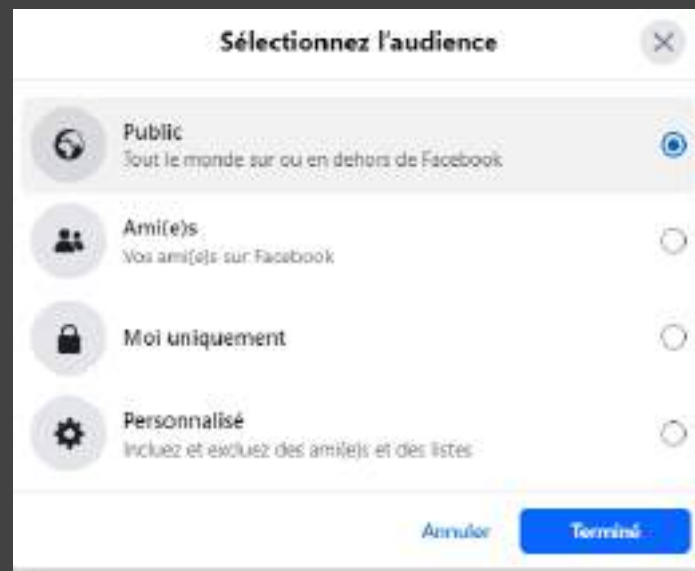 Sélectionnez l'audience
Public
Tout le monde sur ou en dehors de Facebook
Ami(e)s
Vos ami(e)s sur Facebook
Moi uniquement
Personnalisé
Incluez et excluez des ami(e)s et des listes
Annuler
Terminé